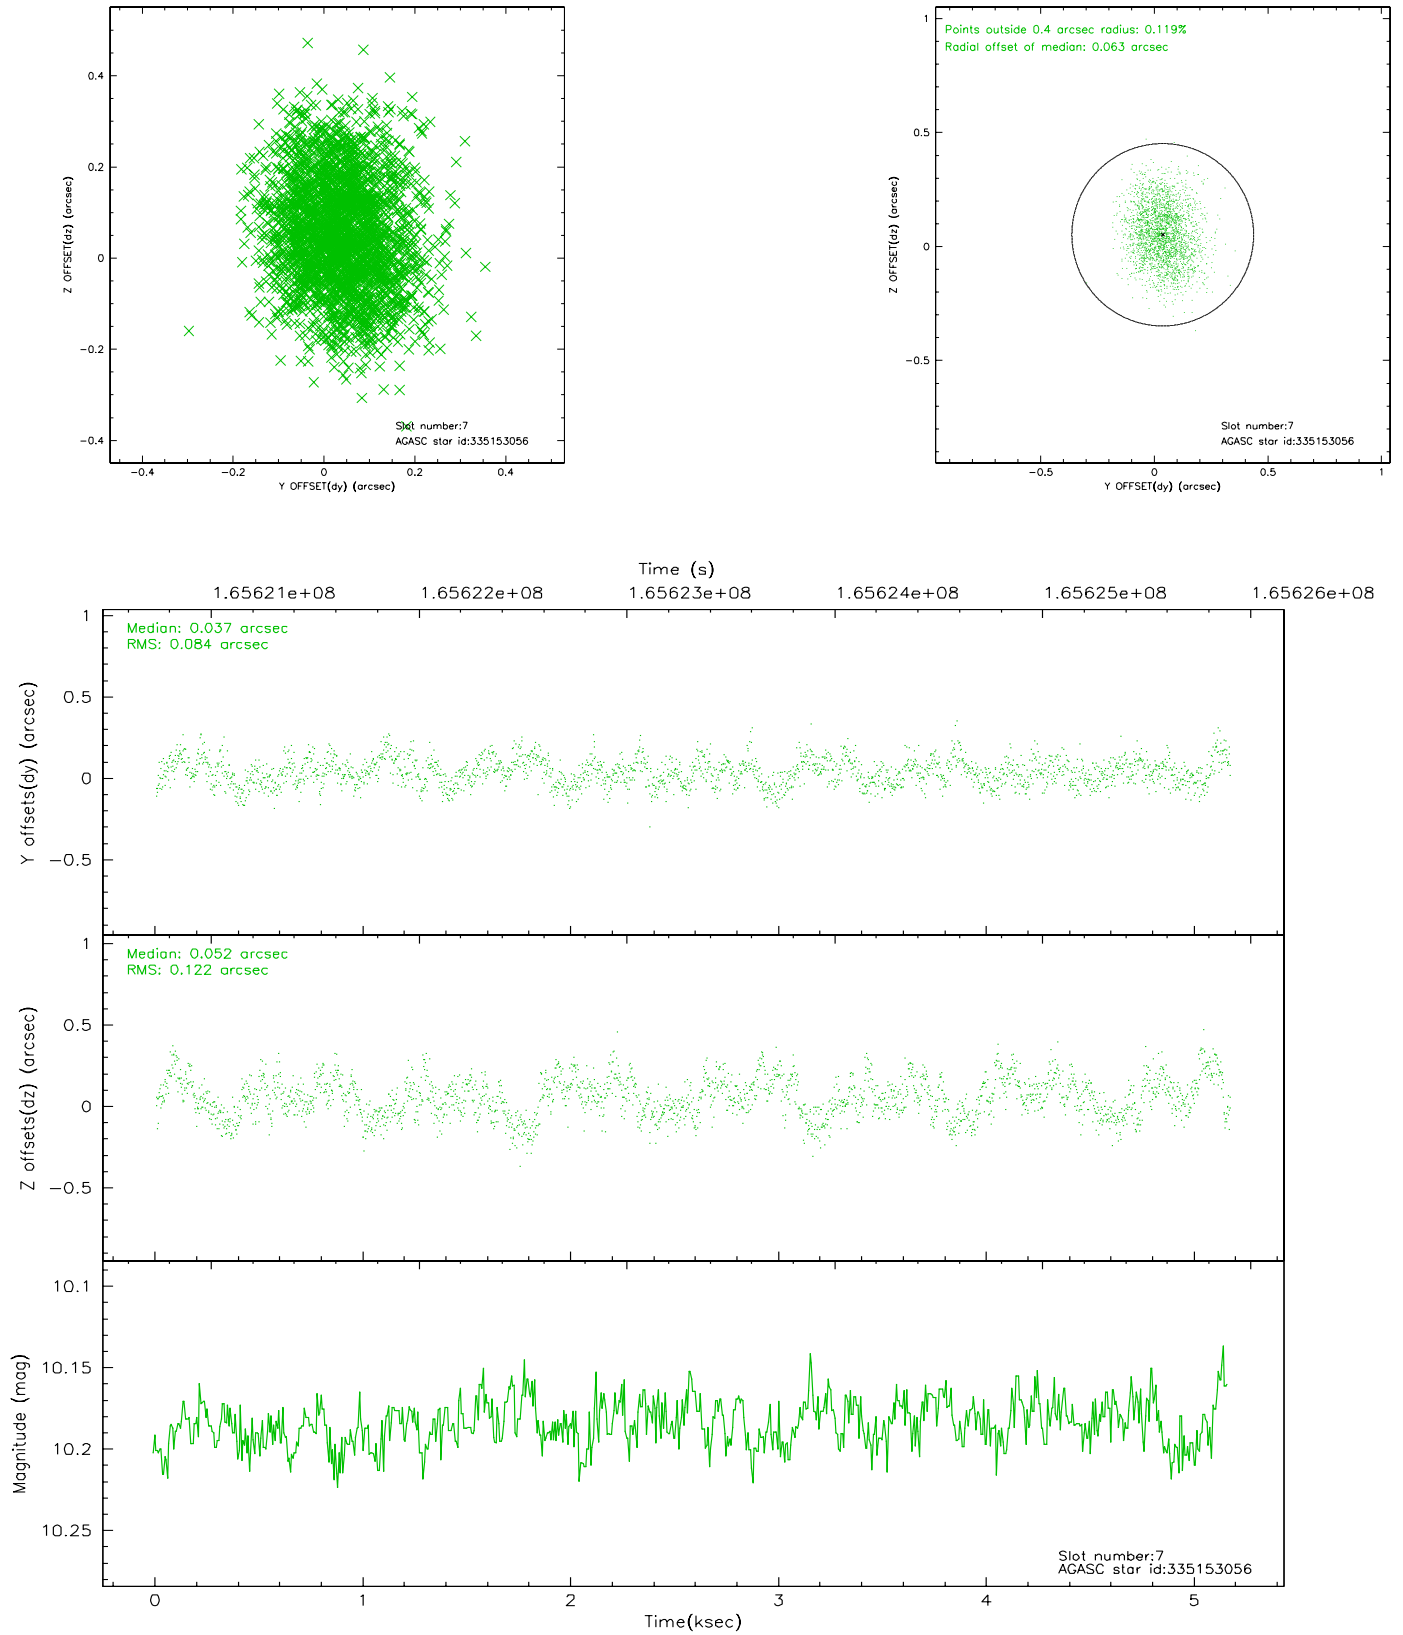 0.4
0.2
0
−0.2
−0.4
Z OFFSET(dz) (arcsec)
Slot number:7
AGASC star id:335153056
−0.4 −0.2 0 0.2 0.4
Y OFFSET(dy) (arcsec)
Points outside 0.4 arcsec radius: 0.119%
Radial offset of median: 0.063 arcsec
1
0.5
0
−0.5
Z OFFSET(dz) (arcsec)
Slot number:7
AGASC star id:335153056
−0.5 0 0.5 1
Y OFFSET(dy) (arcsec)
Time (s)
1.65621e+08 1.65622e+08 1.65623e+08 1.65624e+08 1.65625e+08 1.65626e+08
Median: 0.037 arcsec
RMS: 0.084 arcsec
1
0.5
0
−0.5
Y offsets(dy) (arcsec)
Median: 0.052 arcsec
RMS: 0.122 arcsec
1
0.5
0
−0.5
Z offsets(dz) (arcsec)
10.1
10.15
10.2
10.25
Magnitude (mag)
Slot number:7
AGASC star id:335153056
0 1 2 3 4 5
Time(ksec)